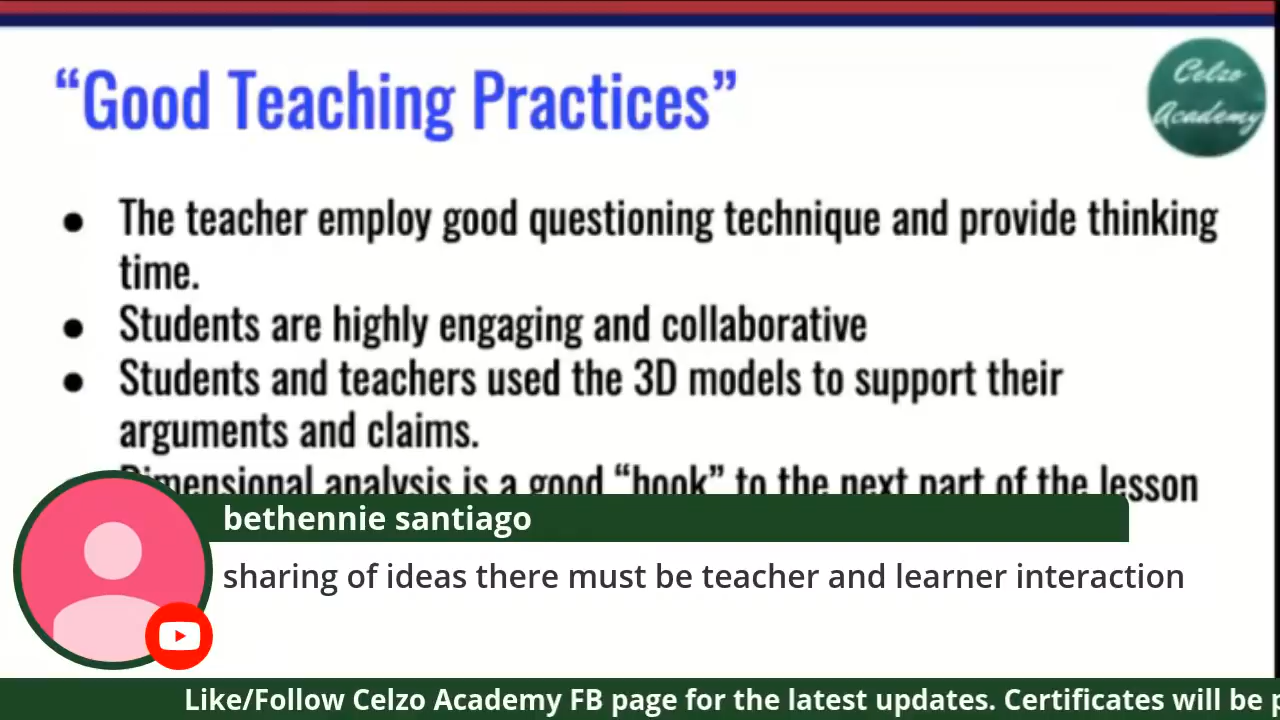 “Good Teaching Practices”
Celzo
Academy
● The teacher employ good questioning technique and provide thinking
time.
● Students are highly engaging and collaborative
● Students and teachers used the 3D models to support their
arguments and claims.
Dimensional analysis is a good “hook” to the next part of the lesson
bethennie santiago
sharing of ideas there must be teacher and learner interaction
Like/Follow Celzo Academy FB page for the latest updates. Certificates will be